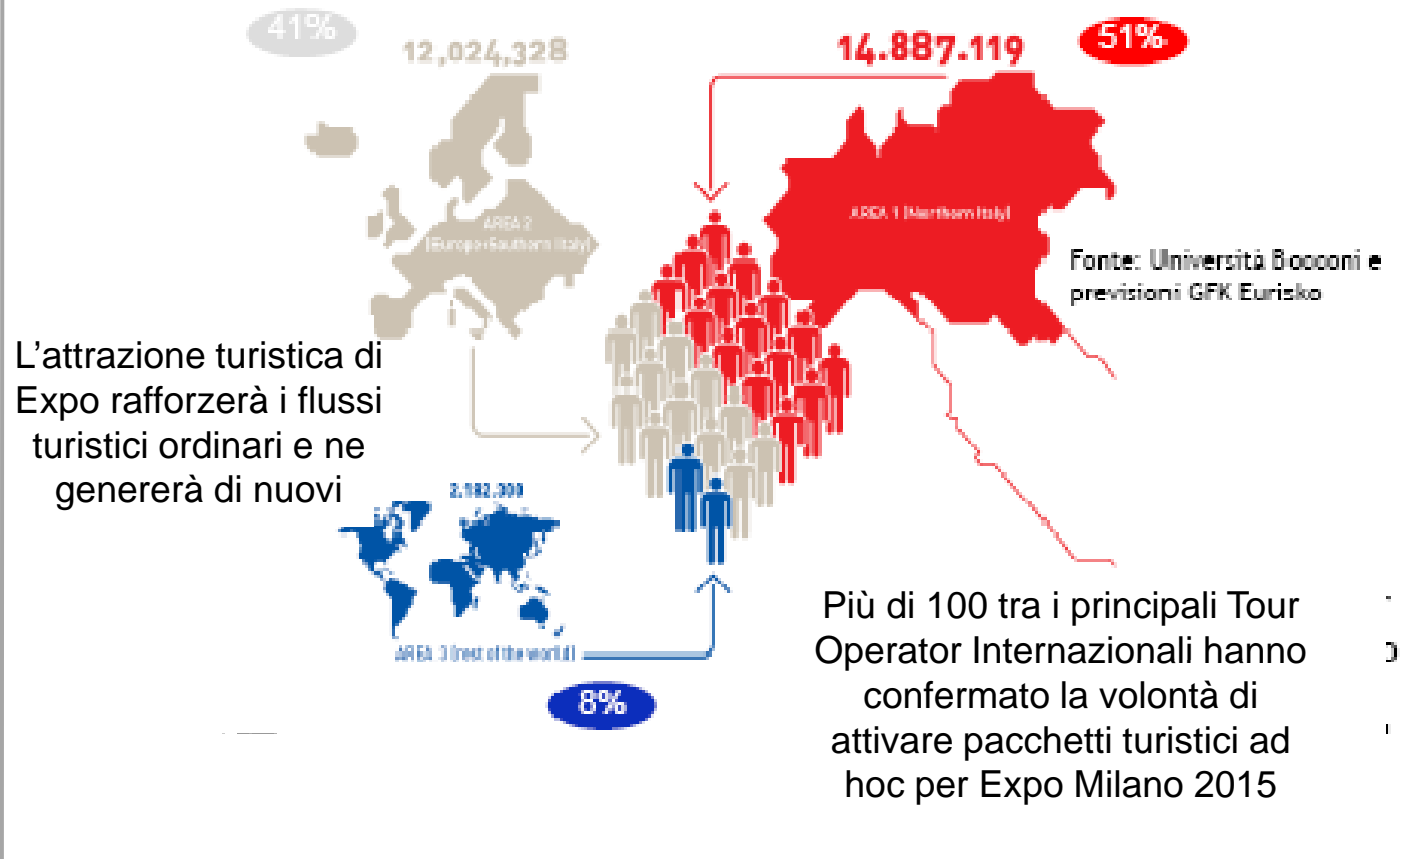 41%
12,024,328
14.887.119
51%
AREA 2
(Europe+Southern Italy)
AREA 1 (Northern Italy)
Fonte: Università Bocconi e
previsioni GFK Eurisko
L’attrazione turistica di
Expo rafforzerà i flussi
turistici ordinari e ne
genererà di nuovi
AREA 3 (rest of the world)
8%
Più di 100 tra i principali Tour
Operator Internazionali hanno
confermato la volontà di
attivare pacchetti turistici ad
hoc per Expo Milano 2015